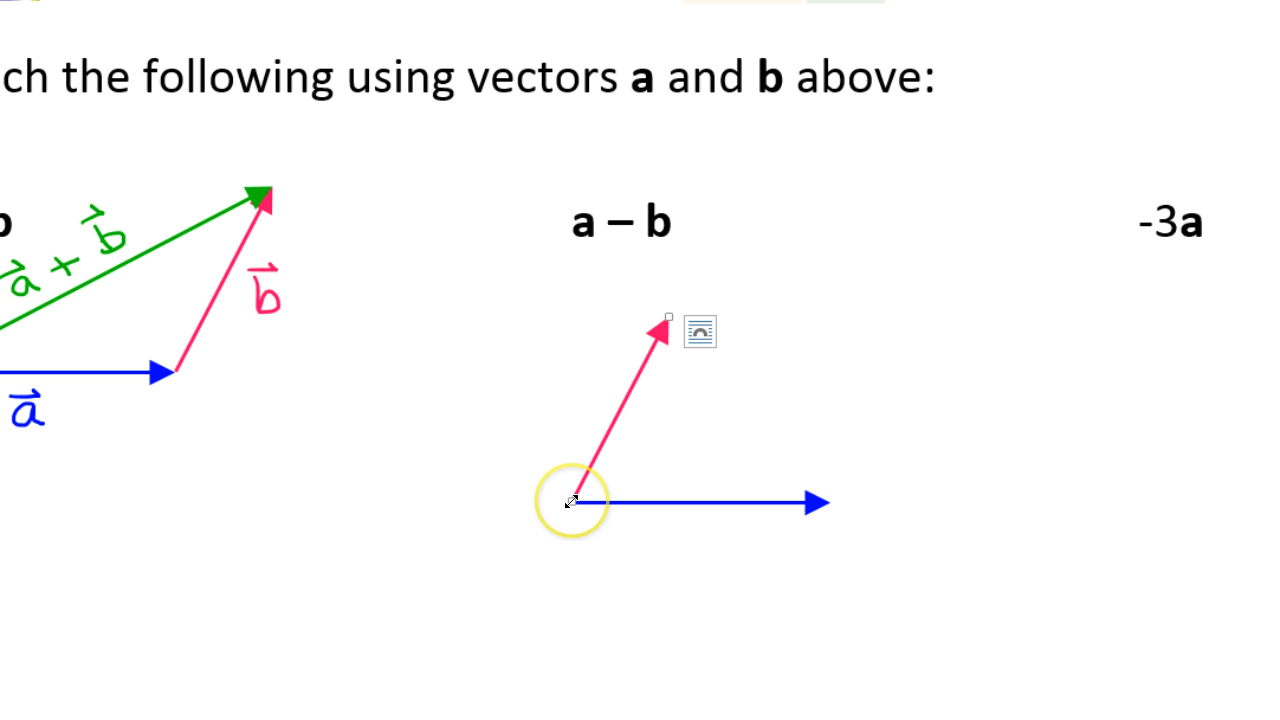 ch the following using vectors a and b above:
b a – b -3a
a⃗ + b⃗
b⃗
a⃗